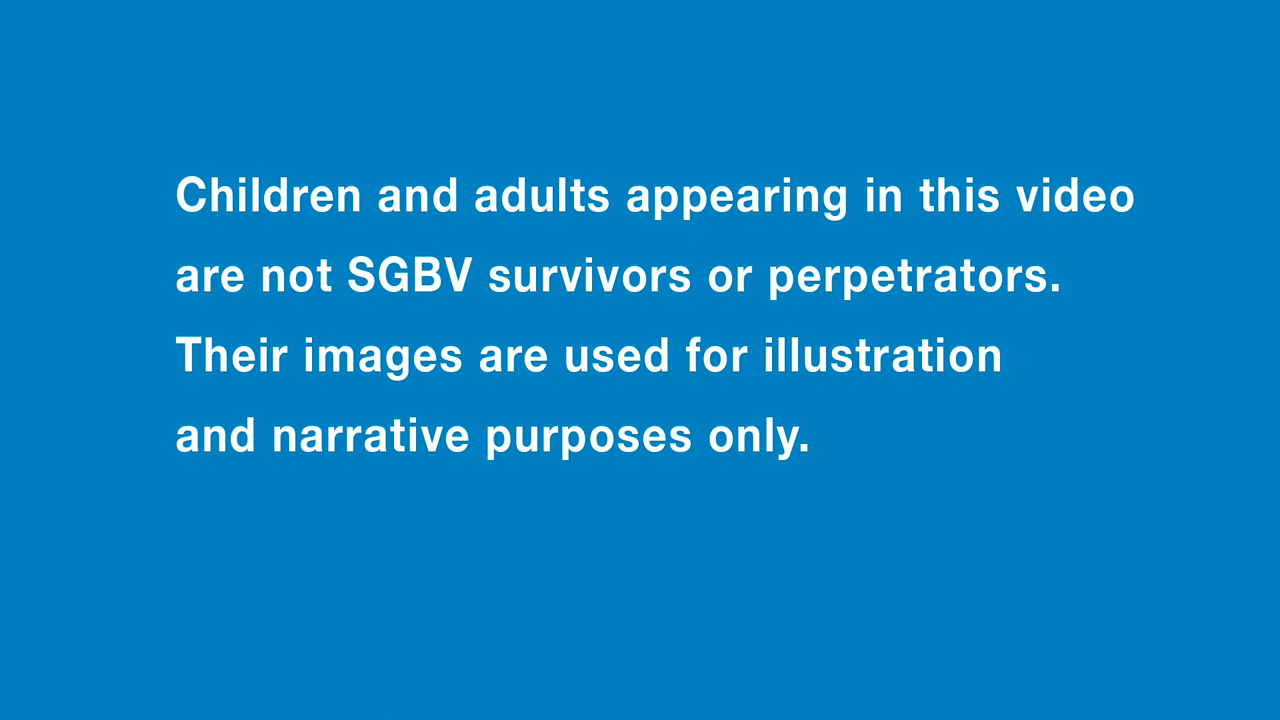 Children and adults appearing in this video
are not SGBV survivors or perpetrators.
Their images are used for illustration
and narrative purposes only.